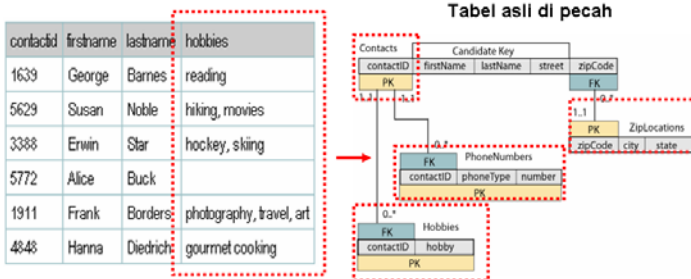 Tabel asli di pecah
contactid firstname lastname hobbies
1639 George Barnes reading
5629 Susan Noble hiking, movies
3388 Erwin Star hockey, skiing
5772 Alice Buck
1911 Frank Borders photography, travel, art
4848 Hanna Diedrich gourmet cooking
Contacts Candidate Key
contactID firstName lastName street zipCode
PK FK
1..1 1..1 0..*
1..1
PK ZipLocations
zipCode city state
0..*
FK PhoneNumbers
contactID phoneType number
PK
0..*
FK Hobbies
contactID hobby
PK